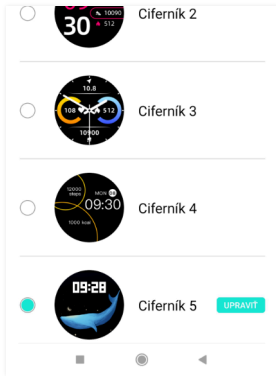 10090
30
512
Ciferník 2
10.8
108
512
10900
Ciferník 3
12000
steps
MON 08
09:30
1000 kcal
Ciferník 4
09:28
Ciferník 5
UPRAVIŤ